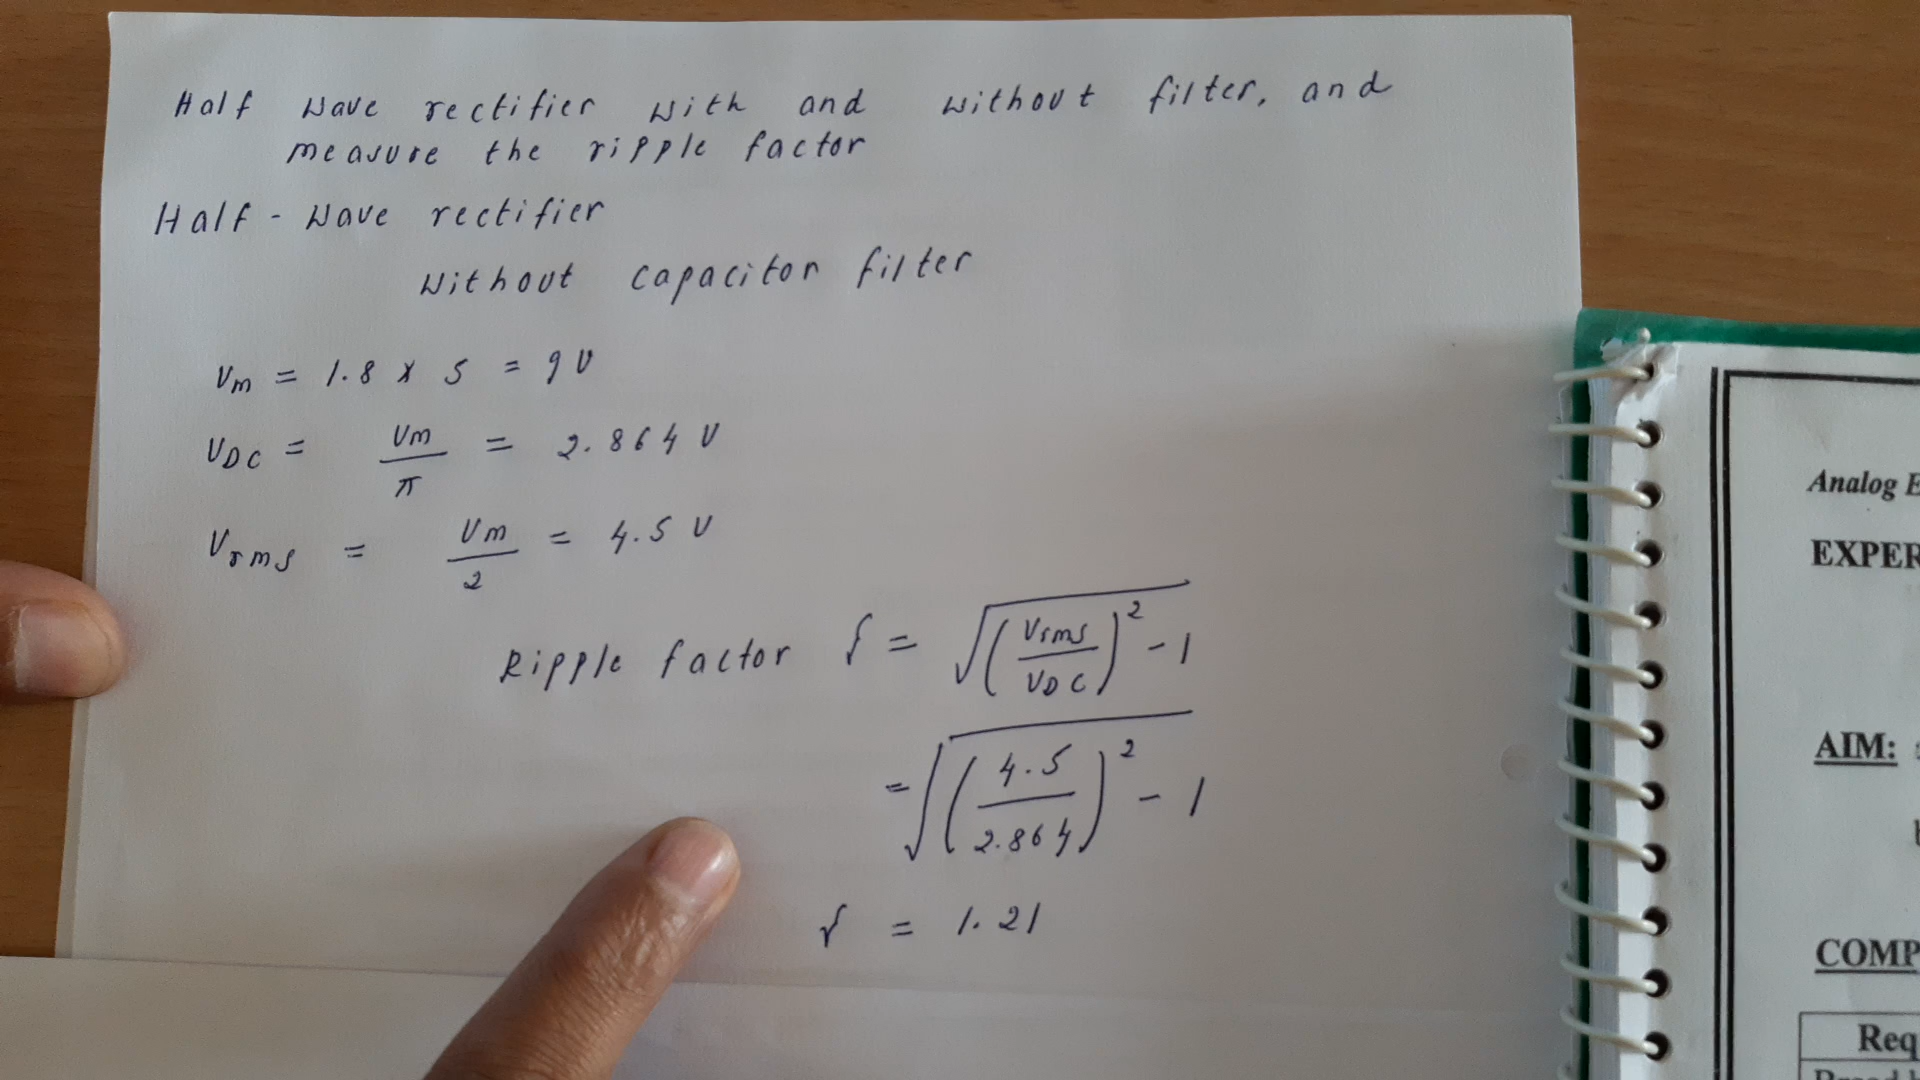 Half wave rectifier with and without filter, and
measure the ripple factor
Half - wave rectifier
without capacitor filter
Vm = 1.8 x 5 = 9V
VDC = Vm/π = 2.864 V
Vrms = Vm/2 = 4.5 V
Ripple factor r = √((Vrms/VDC)² - 1)
= √((4.5/2.864)² - 1)
r = 1.21
Analog
AIM:
Req